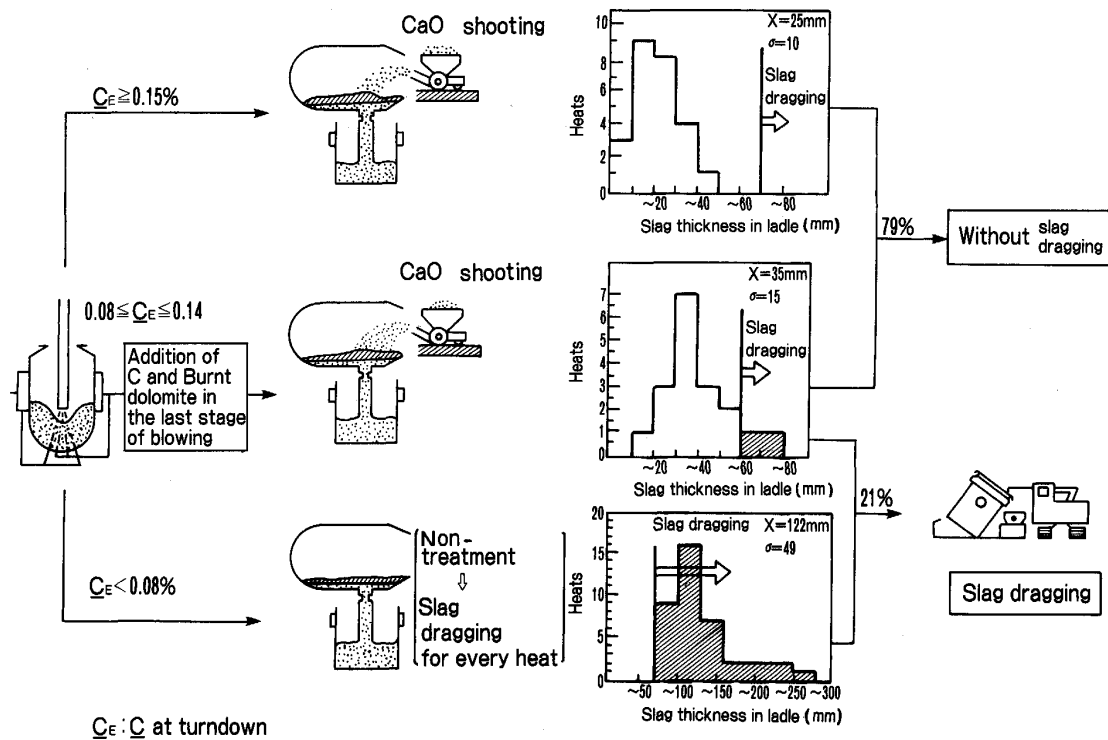 CaO shooting
C̲E≧0.15%
X=25mm
σ=10
Slag
dragging
Heats
10
8
6
4
2
0
~20 ~40 ~60 ~80
Slag thickness in ladle (mm)
79%
Without slag
dragging
CaO shooting
0.08≦C̲E≦0.14
Addition of
C and Burnt
dolomite in
the last stage
of blowing
X=35mm
σ=15
Slag
dragging
Heats
7
6
5
4
3
2
1
0
~20 ~40 ~60 ~80
Slag thickness in ladle (mm)
21%
Slag dragging
C̲E<0.08%
Non-
treatment
⇩
Slag
dragging
for every heat
Slag dragging
X=122mm
σ=49
Heats
20
15
10
5
0
~50 ~100 ~150 ~200 ~250 ~300
Slag thickness in ladle (mm)
C̲E : C̲ at turndown